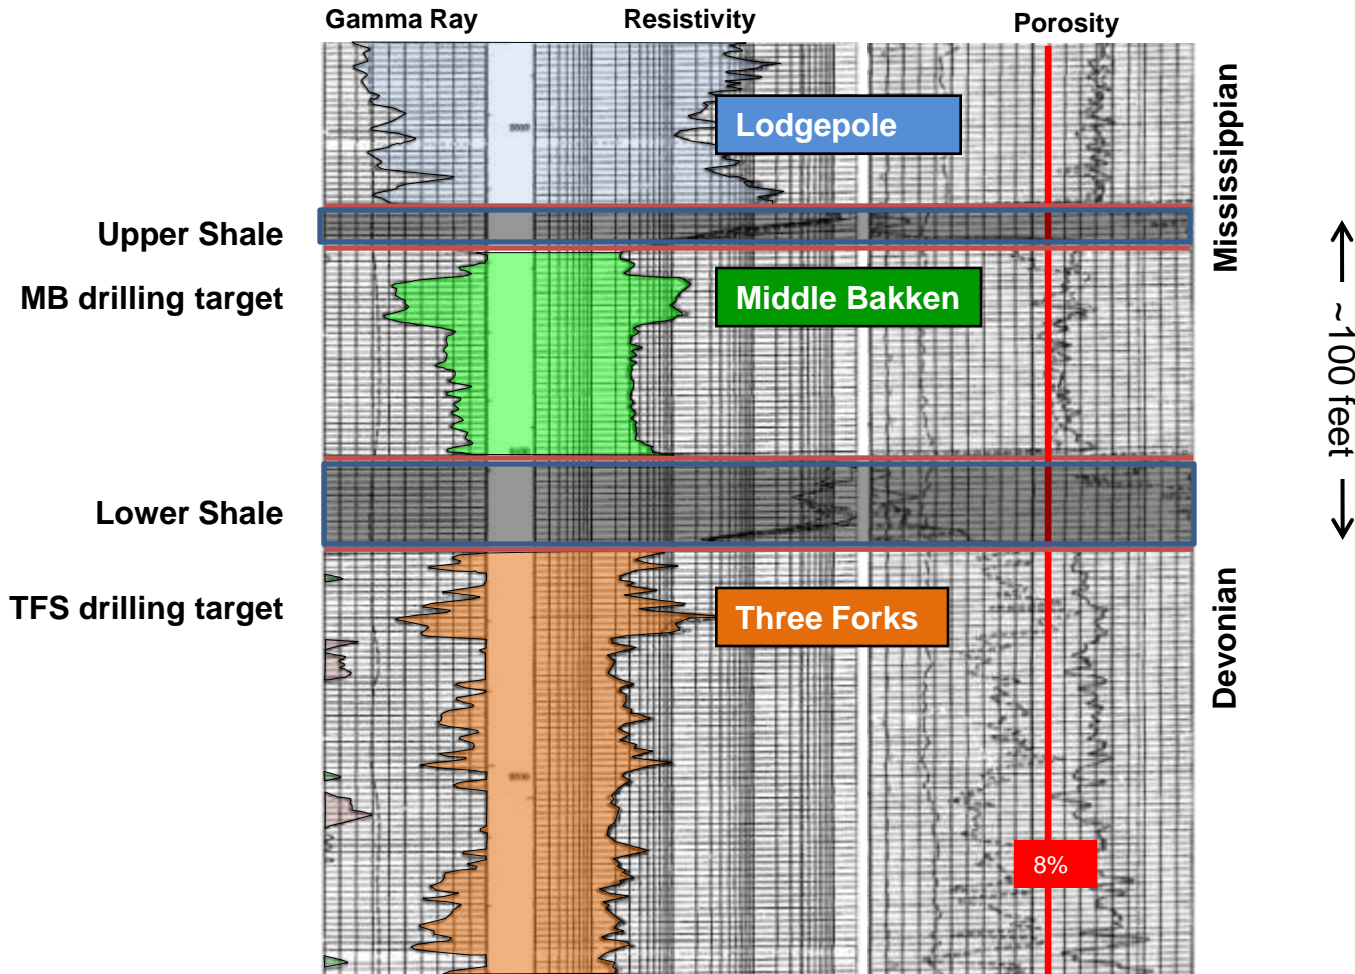 Gamma Ray
Resistivity
Porosity
Lodgepole
Mississippian
Upper Shale
MB drilling target
Middle Bakken
~100 feet
Lower Shale
TFS drilling target
Three Forks
Devonian
8%